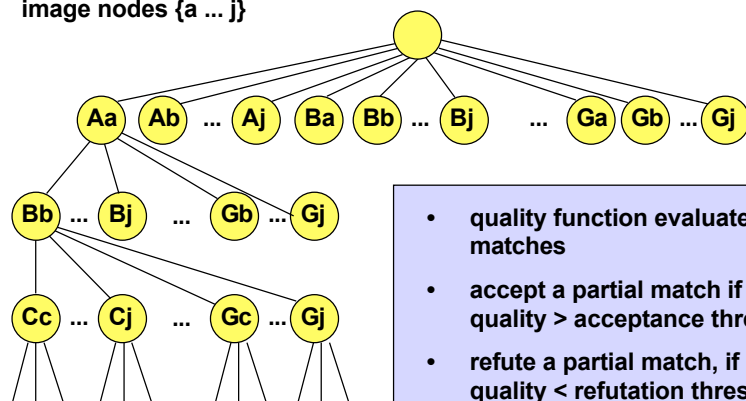 image nodes {a ... j}
Aa Ab ... Aj Ba Bb ... Bj ... Ga Gb ... Gj
Bb ... Bj ... Gb ... Gj
• quality function evaluate
matches
• accept a partial match if
quality > acceptance thre
Cc ... Cj ... Gc ... Gj
• refute a partial match, if
quality < refutation thres